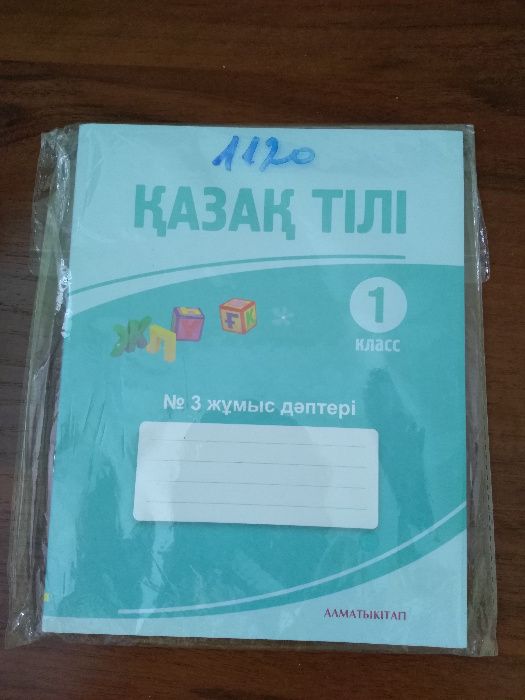 1120
ҚАЗАҚ ТІЛІ
1
класс
Ж Л Ғ К
№ 3 жұмыс дәптері
АЛМАТЫКІТАП